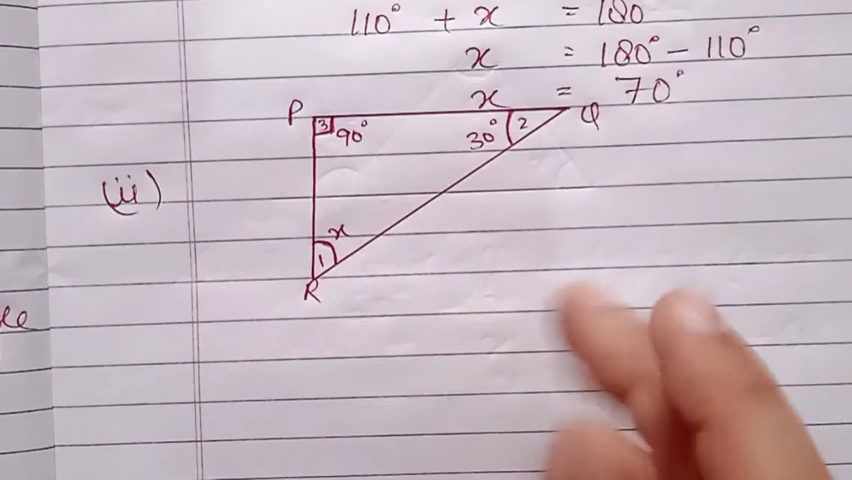 110° + x = 180
x = 180° - 110°
x = 70°
P Q
3 90° 30° 2
(ii)
x
1
R